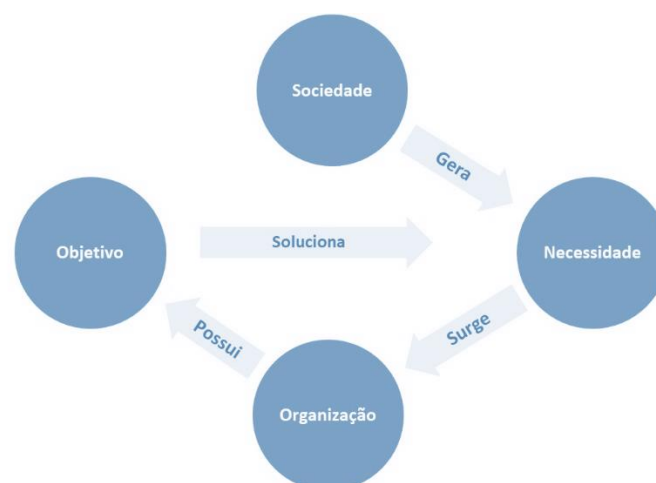 Sociedade
Gera
Objetivo
Soluciona
Necessidade
Possui
Surge
Organização